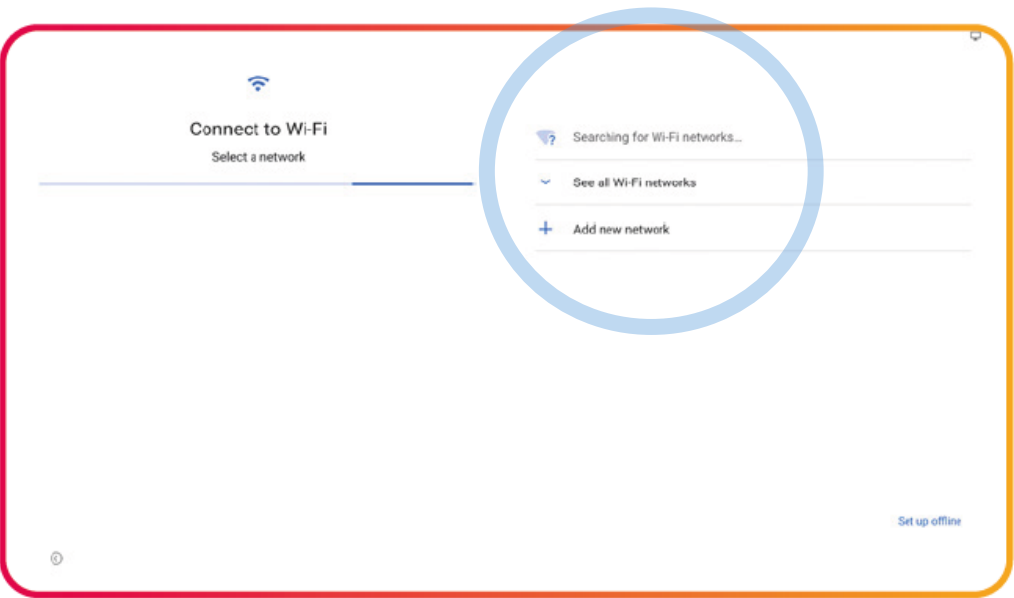 Connect to Wi-Fi
Select a network
Searching for Wi-Fi networks...
See all Wi-Fi networks
Add new network
Set up offline